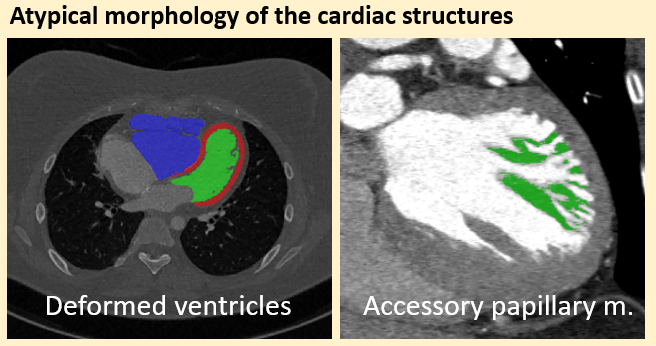 Atypical morphology of the cardiac structures
Deformed ventricles
Accessory papillary m.